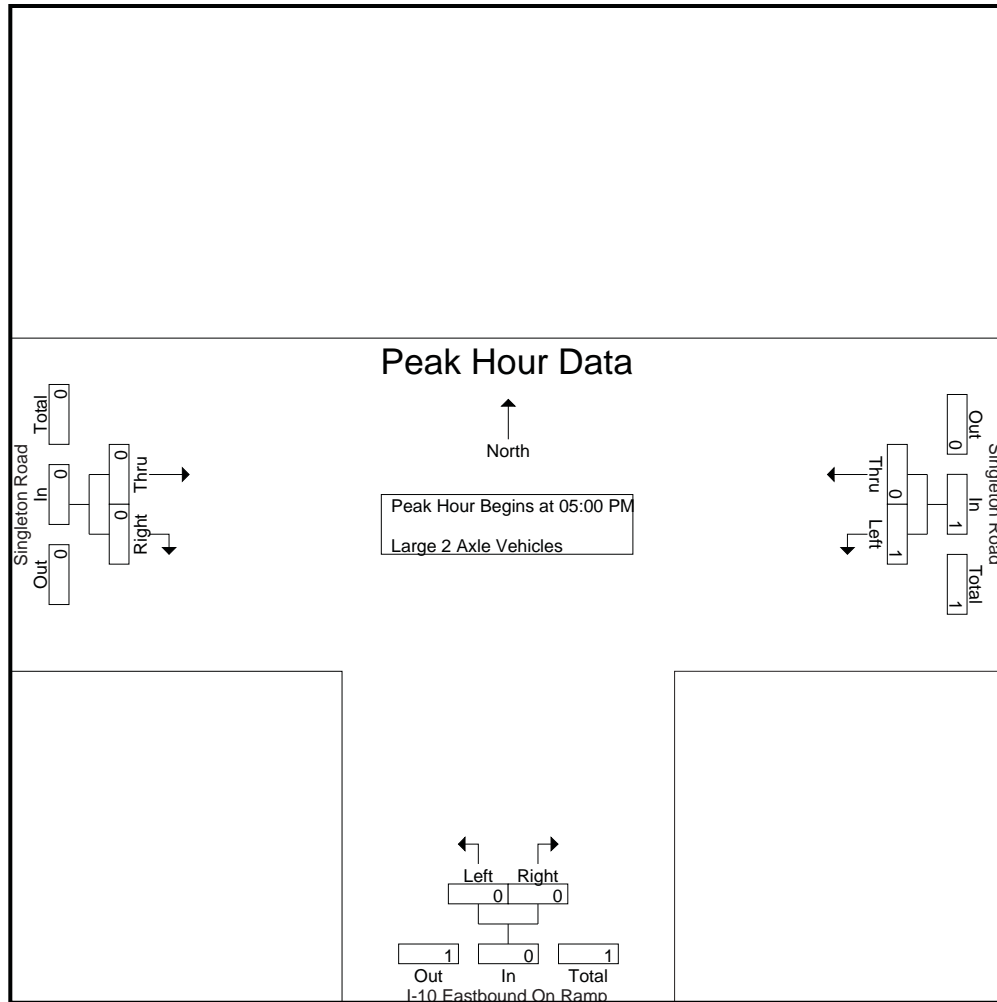 Peak Hour Data
North
Peak Hour Begins at 05:00 PM
Large 2 Axle Vehicles
Singleton Road
Total
0
In
0
Out
0
Thru
0
Right
0
Singleton Road
Out
0
In
1
Total
1
Thru
0
Left
1
Left Right
0 0
1 0 1
Out In Total
I-10 Eastbound On Ramp